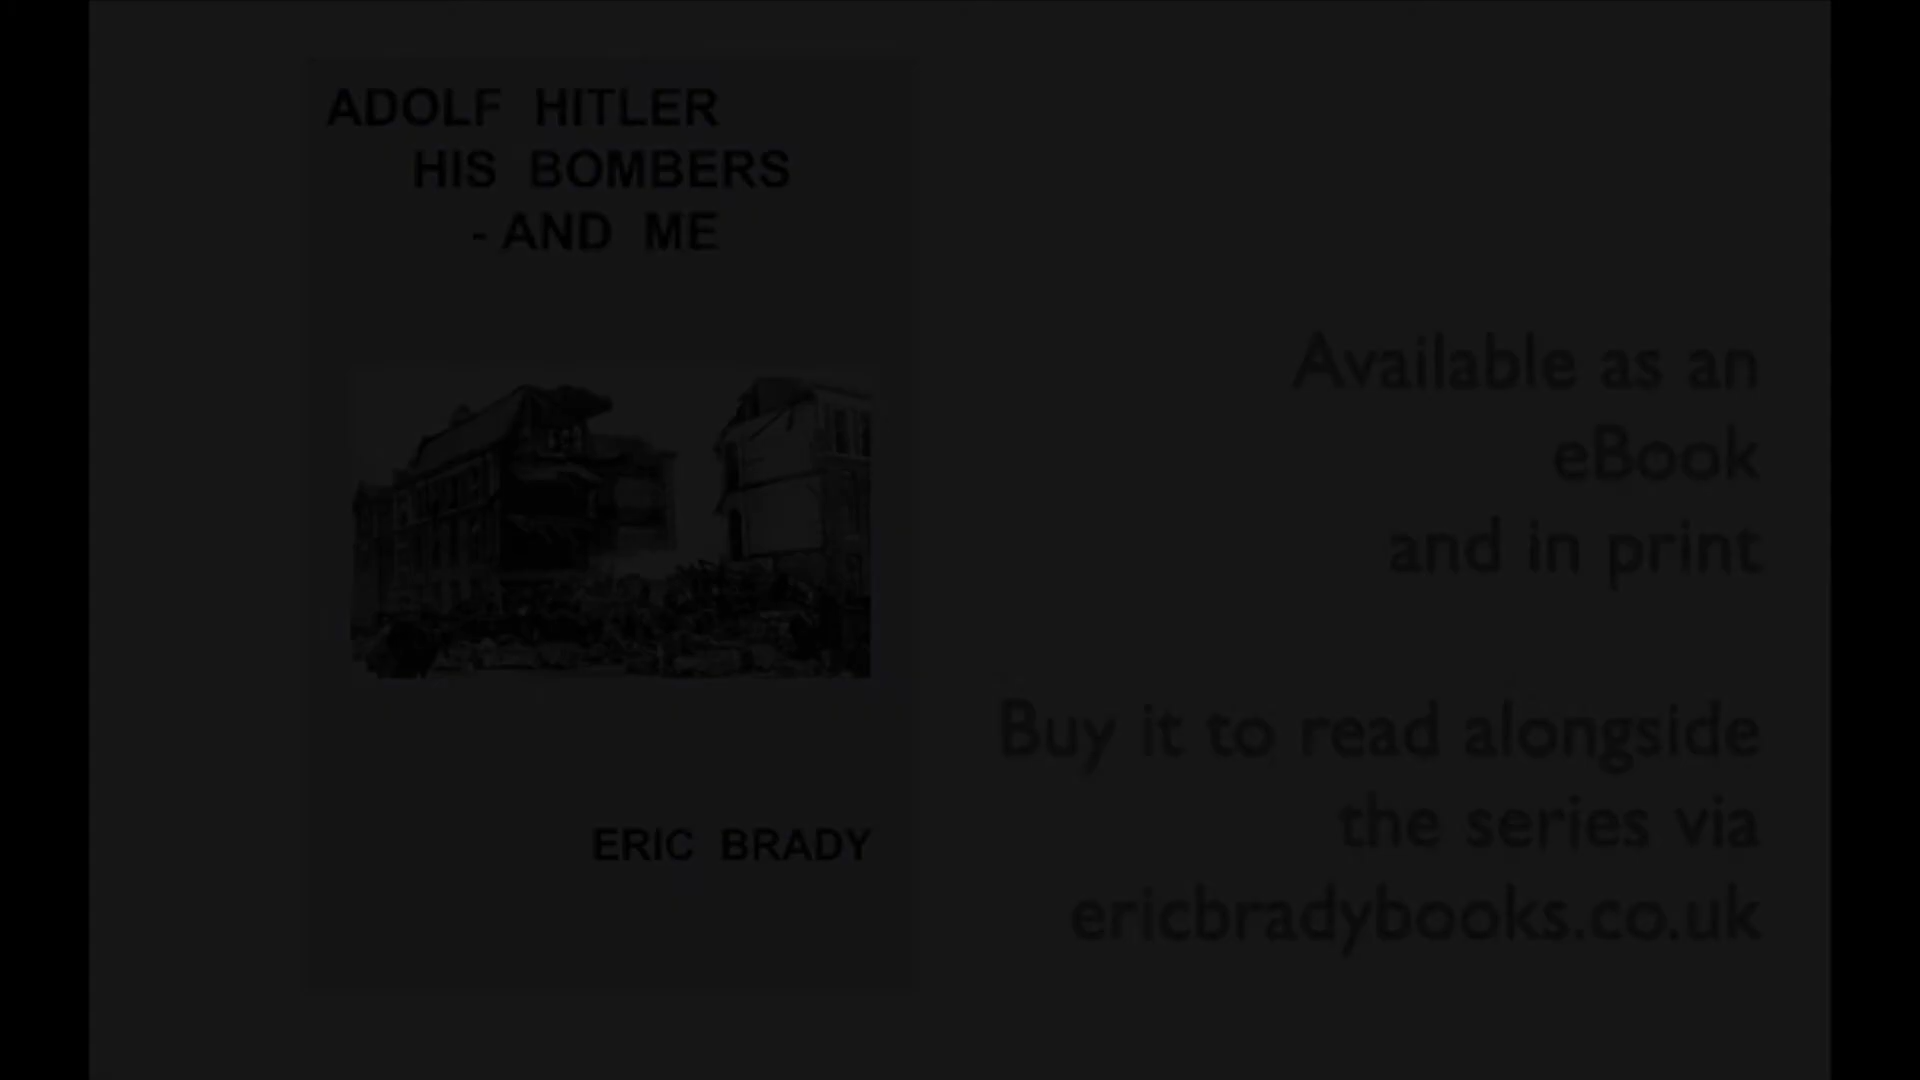 ADOLF HITLER
HIS BOMBERS
- AND ME
ERIC BRADY
Available as an
eBook
and in print
Buy it to read alongside
the series via
ericbradybooks.co.uk